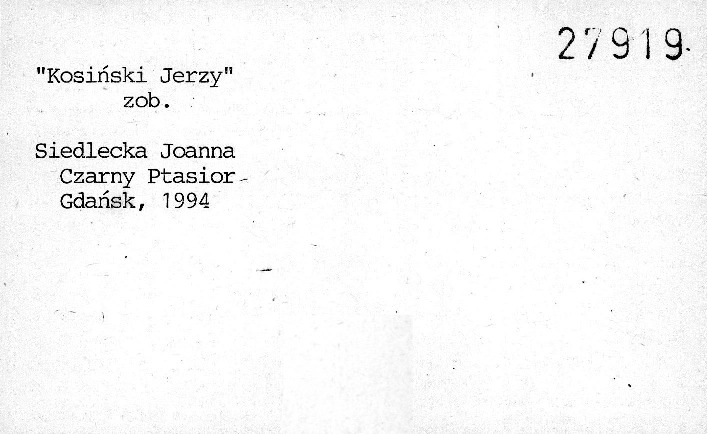 27919
"Kosiński Jerzy"
zob.
Siedlecka Joanna
Czarny Ptasior
Gdańsk, 1994